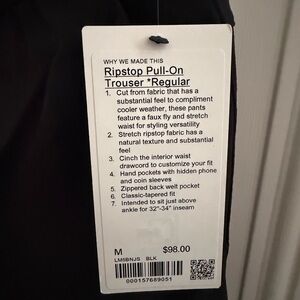 WHY WE MADE THIS
Ripstop Pull-On
Trouser *Regular
1. Cut from fabric that has a
substantial feel to compliment
cooler weather, these pants
feature a faux fly and stretch
waist for styling versatility
2. Stretch ripstop fabric has a
natural texture and substantial
feel
3. Cinch the interior waist
drawcord to customize your fit
4. Hand pockets with hidden phone
and coin sleeves
5. Zippered back welt pocket
6. Classic-tapered fit
7. Intended to sit just above
ankle for 32"-34" inseam
M $98.00
LM5BNJS BLK
000157689051